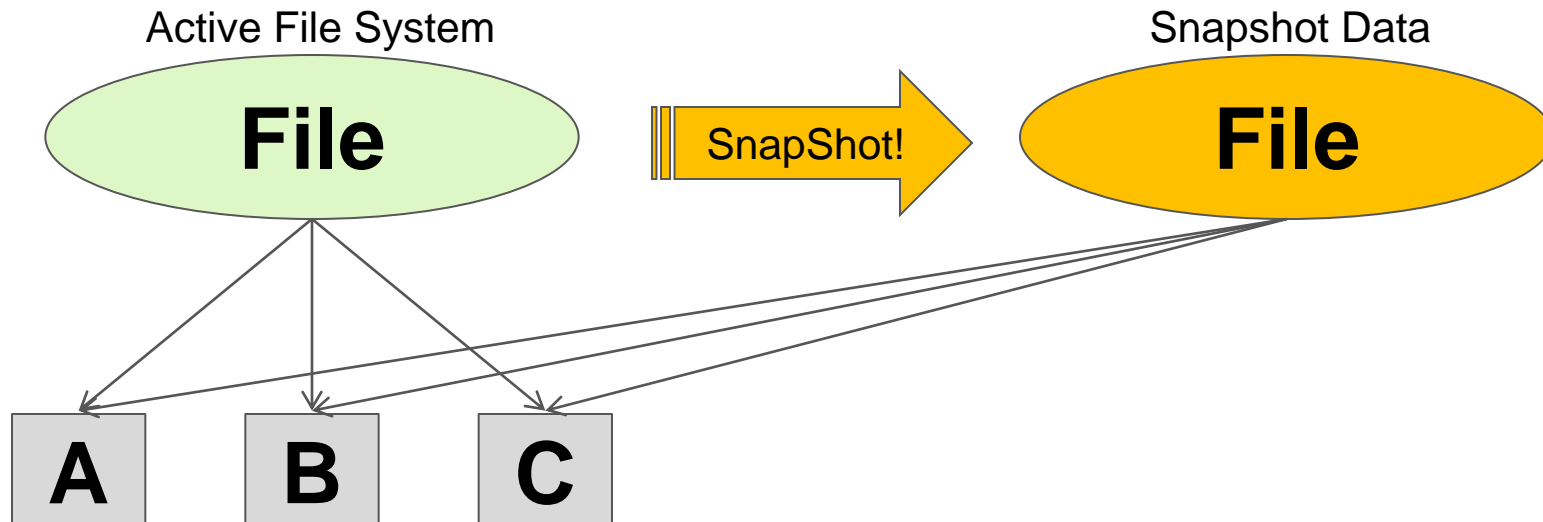 Active File System
Snapshot Data
File
SnapShot!
File
A
B
C